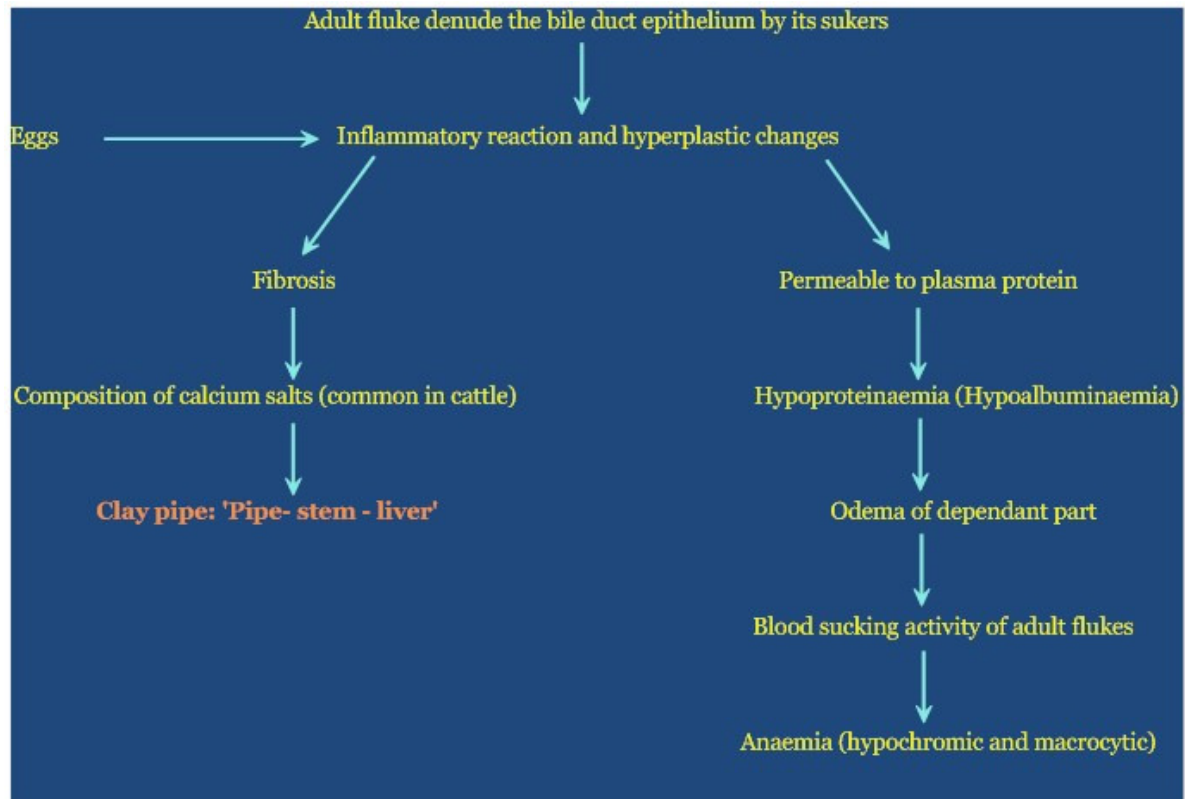 Adult fluke denude the bile duct epithelium by its sukers
Eggs
Inflammatory reaction and hyperplastic changes
Fibrosis
Permeable to plasma protein
Composition of calcium salts (common in cattle)
Hypoproteinaemia (Hypoalbuminaemia)
Clay pipe: 'Pipe- stem - liver'
Odema of dependant part
Blood sucking activity of adult flukes
Anaemia (hypochromic and macrocytic)